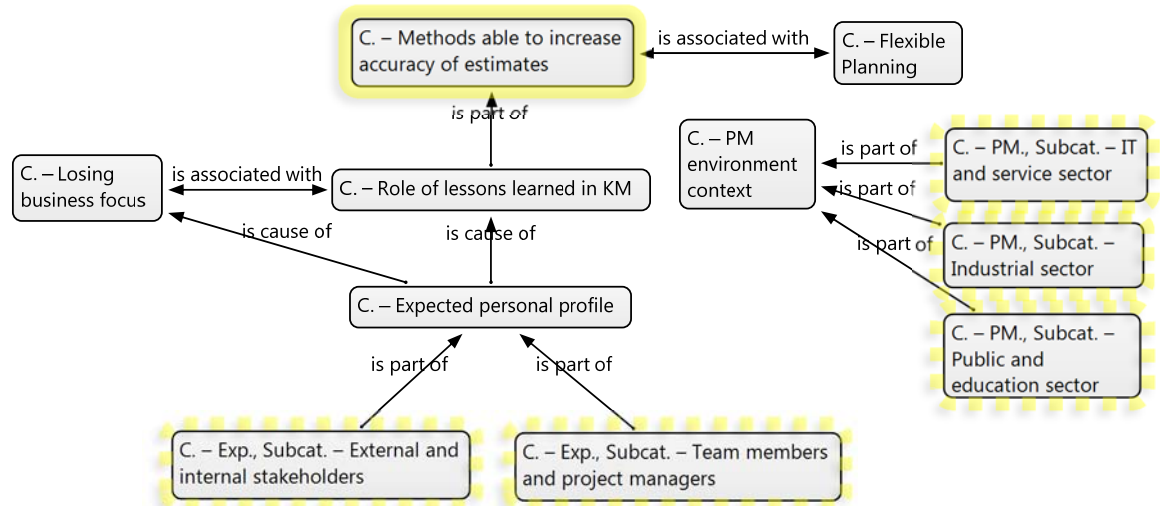 C. – Methods able to increase
accuracy of estimates
is associated with
C. – Flexible
Planning
is part of
C. – PM
environment
context
is part of
C. – PM., Subcat. – IT
and service sector
C. – Losing
business focus
is associated with
C. – Role of lessons learned in KM
is part of
C. – PM., Subcat. –
Industrial sector
is cause of
is cause of
is part of
C. – Expected personal profile
C. – PM., Subcat. –
Public and
education sector
is part of
is part of
C. – Exp., Subcat. – External and
internal stakeholders
C. – Exp., Subcat. – Team members
and project managers